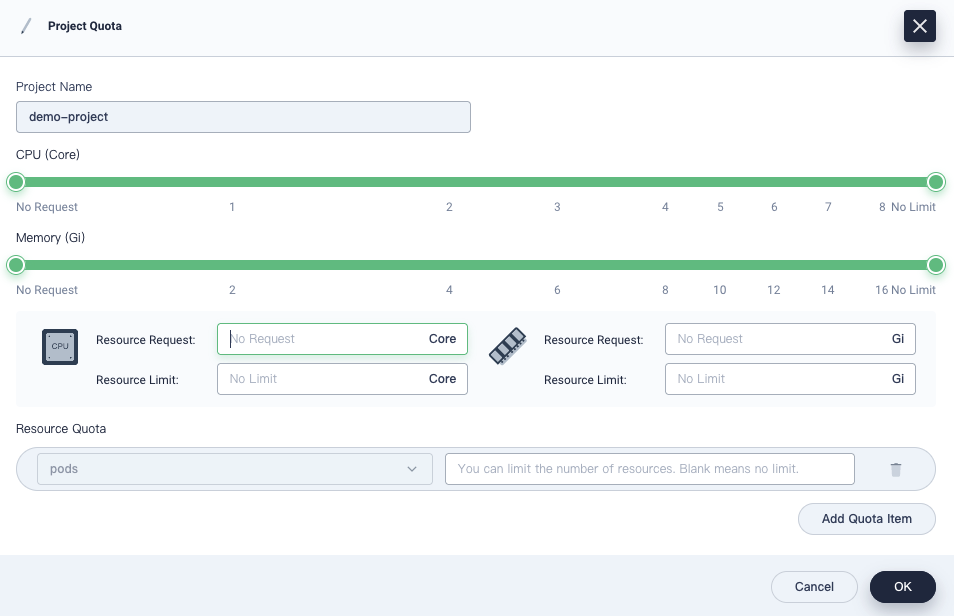 Project Quota
Project Name
demo-project
CPU (Core)
No Request 1 2 3 4 5 6 7 8 No Limit
Memory (Gi)
No Request 2 4 6 8 10 12 14 16 No Limit
CPU
Resource Request: No Request Core
Resource Limit: No Limit Core
Resource Request: No Request Gi
Resource Limit: No Limit Gi
Resource Quota
pods
You can limit the number of resources. Blank means no limit.
Add Quota Item
Cancel OK